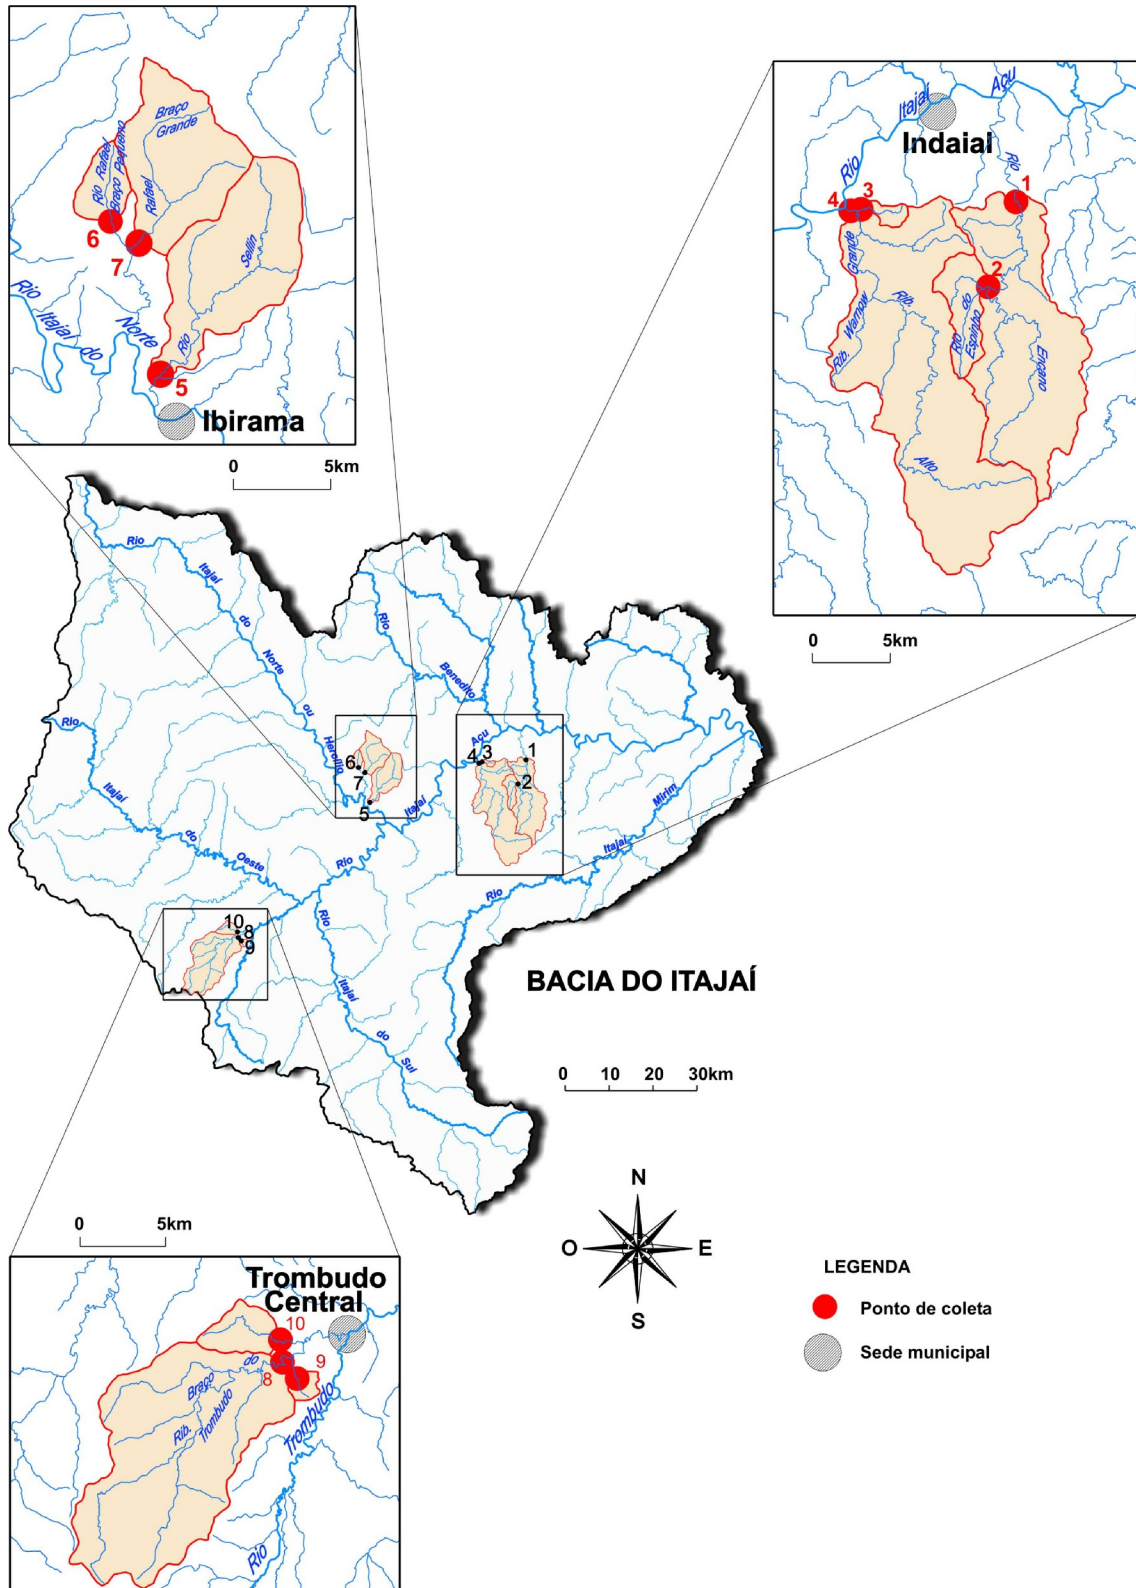 Braço
Grande
Rio Rafael
Braço Pequeno
Rafael
Sellin
6
7
Rio
Itajaí do
Norte
Rio
5
Ibirama
0 5km
Açu
Itajaí
Indaial
Rio
Rio
1
4 3
2
Grande
Rib. Warnow
Rib.
Rio do
Espinho
Encano
Alto
0 5km
Rio
Itajaí
do
Norte
ou
Hercílio
Rio
Benedito
Açu
4 3
1
2
6
7
5
Itajaí
Rio
Itajaí
do
Oeste
Rio
Mirim
Itajaí
Rio
10
8
9
Rio
Itajaí
do
Sul
BACIA DO ITAJAÍ
0 10 20 30km
N
O E
S
0 5km
Trombudo
Central
10
8
9
do
Braço
Rib.
Trombudo
Trombudo
Rio
LEGENDA
Ponto de coleta
Sede municipal